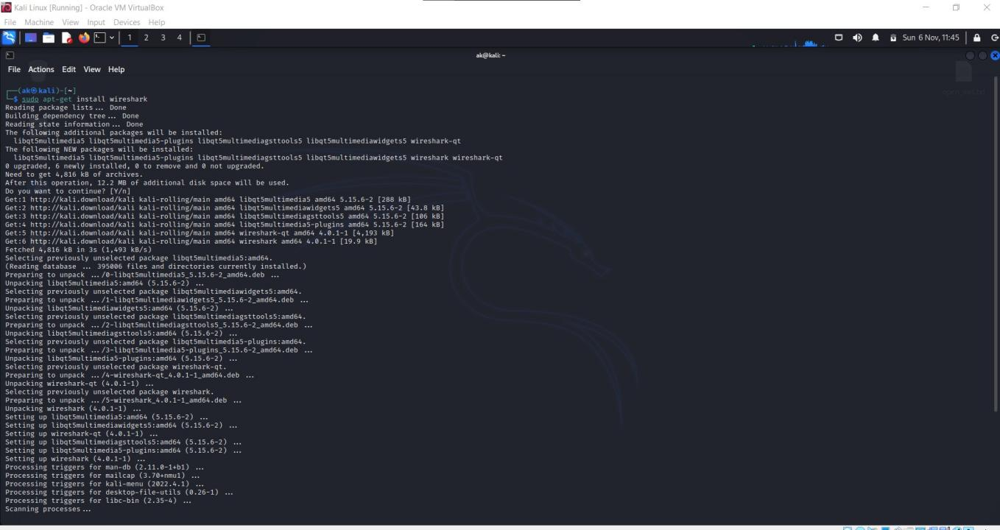 Kali Linux [Running] - Oracle VM VirtualBox
File Machine View Input Devices Help
1 2 3 4
Sun 6 Nov, 11:45
ak@kali: ~
File Actions Edit View Help
open_me.txt
┌──(ak㉿kali)-[~]
└─$ sudo apt-get install wireshark
Reading package lists... Done
Building dependency tree... Done
Reading state information... Done
The following additional packages will be installed:
libqt5multimedia5 libqt5multimedia5-plugins libqt5multimediagsttools5 libqt5multimediawidgets5 wireshark-qt
The following NEW packages will be installed:
libqt5multimedia5 libqt5multimedia5-plugins libqt5multimediagsttools5 libqt5multimediawidgets5 wireshark wireshark-qt
0 upgraded, 6 newly installed, 0 to remove and 0 not upgraded.
Need to get 4,816 kB of archives.
After this operation, 12.2 MB of additional disk space will be used.
Do you want to continue? [Y/n]
Get:1 http://kali.download/kali kali-rolling/main amd64 libqt5multimedia5 amd64 5.15.6-2 [288 kB]
Get:2 http://kali.download/kali kali-rolling/main amd64 libqt5multimediawidgets5 amd64 5.15.6-2 [43.8 kB]
Get:3 http://kali.download/kali kali-rolling/main amd64 libqt5multimediagsttools5 amd64 5.15.6-2 [106 kB]
Get:4 http://kali.download/kali kali-rolling/main amd64 libqt5multimedia5-plugins amd64 5.15.6-2 [164 kB]
Get:5 http://kali.download/kali kali-rolling/main amd64 wireshark-qt amd64 4.0.1-1 [4,193 kB]
Get:6 http://kali.download/kali kali-rolling/main amd64 wireshark amd64 4.0.1-1 [19.9 kB]
Fetched 4,816 kB in 3s (1,493 kB/s)
Selecting previously unselected package libqt5multimedia5:amd64.
(Reading database ... 395006 files and directories currently installed.)
Preparing to unpack .../0-libqt5multimedia5_5.15.6-2_amd64.deb ...
Unpacking libqt5multimedia5:amd64 (5.15.6-2) ...
Selecting previously unselected package libqt5multimediawidgets5:amd64.
Preparing to unpack .../1-libqt5multimediawidgets5_5.15.6-2_amd64.deb ...
Unpacking libqt5multimediawidgets5:amd64 (5.15.6-2) ...
Selecting previously unselected package libqt5multimediagsttools5:amd64.
Preparing to unpack .../2-libqt5multimediagsttools5_5.15.6-2_amd64.deb ...
Unpacking libqt5multimediagsttools5:amd64 (5.15.6-2) ...
Selecting previously unselected package libqt5multimedia5-plugins:amd64.
Preparing to unpack .../3-libqt5multimedia5-plugins_5.15.6-2_amd64.deb ...
Unpacking libqt5multimedia5-plugins:amd64 (5.15.6-2) ...
Selecting previously unselected package wireshark-qt.
Preparing to unpack .../4-wireshark-qt_4.0.1-1_amd64.deb ...
Unpacking wireshark-qt (4.0.1-1) ...
Selecting previously unselected package wireshark.
Preparing to unpack .../5-wireshark_4.0.1-1_amd64.deb ...
Unpacking wireshark (4.0.1-1) ...
Setting up libqt5multimedia5:amd64 (5.15.6-2) ...
Setting up libqt5multimediawidgets5:amd64 (5.15.6-2) ...
Setting up wireshark-qt (4.0.1-1) ...
Setting up libqt5multimediagsttools5:amd64 (5.15.6-2) ...
Setting up libqt5multimedia5-plugins:amd64 (5.15.6-2) ...
Setting up wireshark (4.0.1-1) ...
Processing triggers for man-db (2.11.0-1+b1) ...
Processing triggers for mailcap (3.70+nmu1) ...
Processing triggers for kali-menu (2022.4.1) ...
Processing triggers for desktop-file-utils (0.26-1) ...
Processing triggers for libc-bin (2.35-4) ...
Scanning processes...